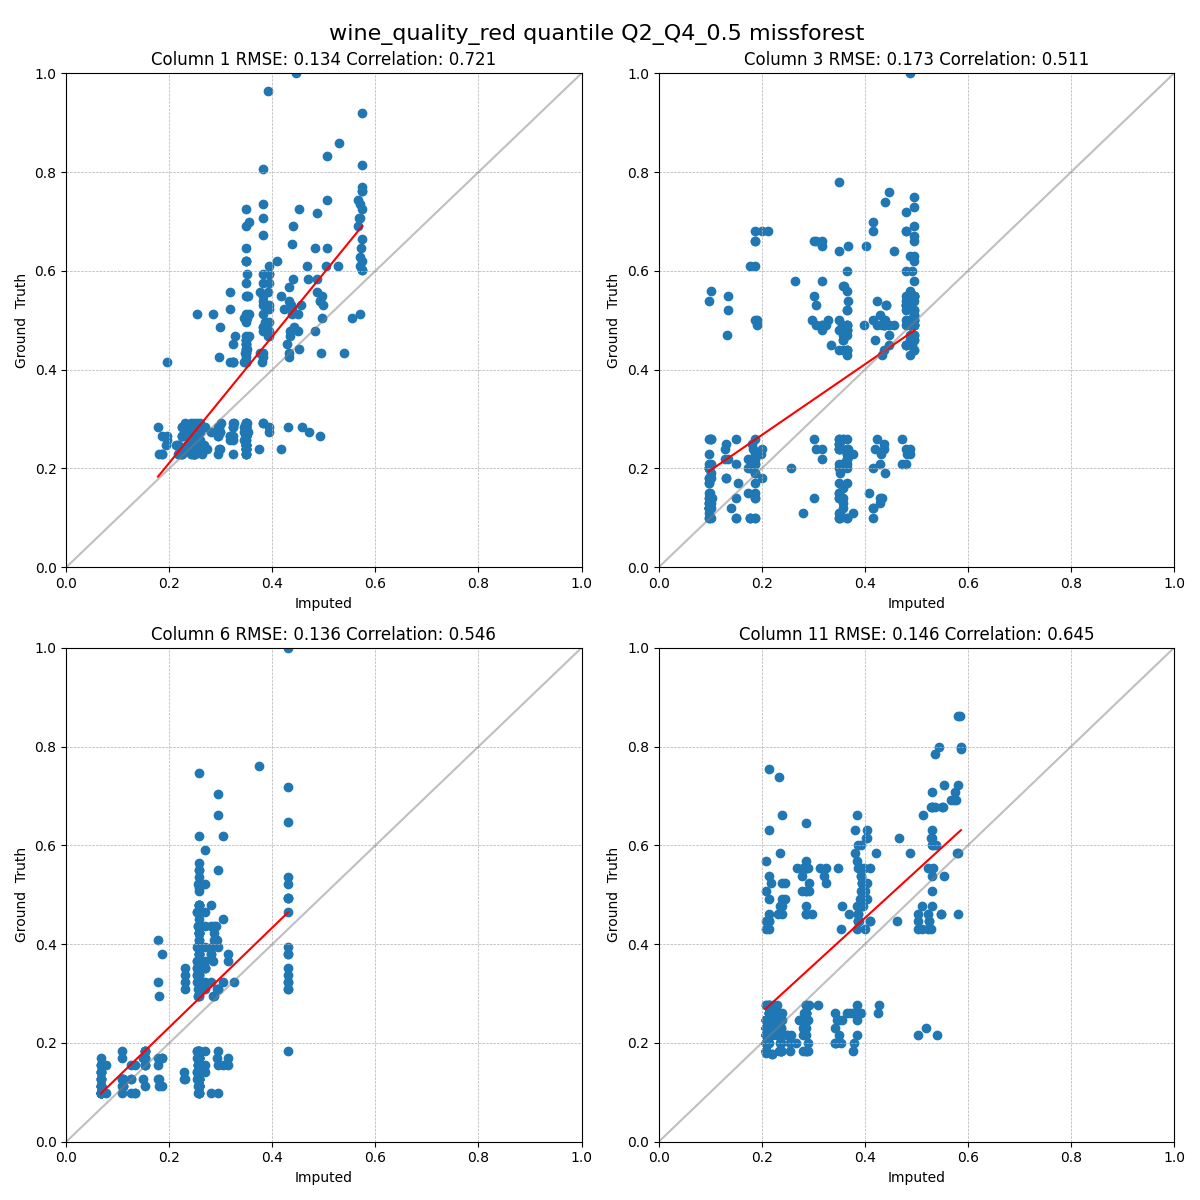 wine_quality_red quantile Q2_Q4_0.5 missforest
Column 1 RMSE: 0.134 Correlation: 0.721
1.0
0.8
0.6
0.4
0.2
0.0
Ground Truth
0.0 0.2 0.4 0.6 0.8 1.0
Imputed
Column 3 RMSE: 0.173 Correlation: 0.511
1.0
0.8
0.6
0.4
0.2
0.0
Ground Truth
0.0 0.2 0.4 0.6 0.8 1.0
Imputed
Column 6 RMSE: 0.136 Correlation: 0.546
1.0
0.8
0.6
0.4
0.2
0.0
Ground Truth
0.0 0.2 0.4 0.6 0.8 1.0
Imputed
Column 11 RMSE: 0.146 Correlation: 0.645
1.0
0.8
0.6
0.4
0.2
0.0
Ground Truth
0.0 0.2 0.4 0.6 0.8 1.0
Imputed